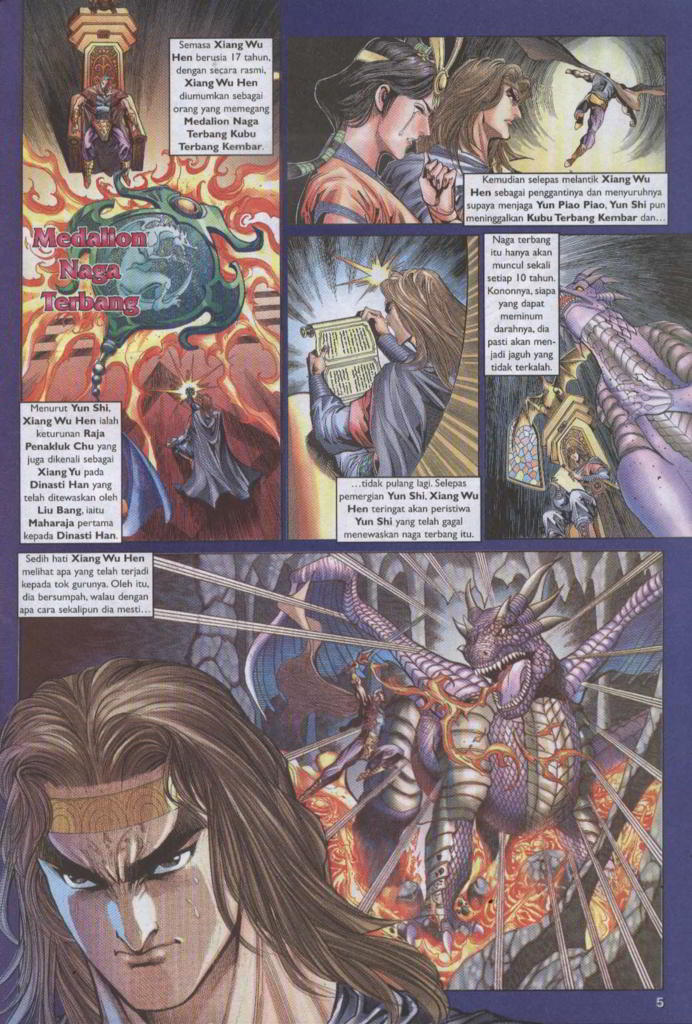 Semasa Xiang Wu
Hen berusia 17 tahun,
dengan secara rasmi,
Xiang Wu Hen
diumumkan sebagai
orang yang memegang
Medalion Naga
Terbang Kubu
Terbang Kembar.
Medalion
Naga
Terbang
Menurut Yun Shi,
Xiang Wu Hen ialah
keturunan Raja
Penakluk Chu yang
juga dikenali sebagai
Xiang Yu pada
Dinasti Han yang
telah ditewaskan oleh
Liu Bang, iaitu
Maharaja pertama
kepada Dinasti Han.
Kemudian selepas melantik Xiang Wu
Hen sebagai penggantinya dan menyuruhnya
supaya menjaga Yun Piao Piao, Yun Shi pun
meninggalkan Kubu Terbang Kembar dan...
...tidak pulang lagi. Selepas
pemergian Yun Shi, Xiang Wu
Hen teringat akan peristiwa
Yun Shi yang telah gagal
menewaskan naga terbang itu.
Naga terbang
itu hanya akan
muncul sekali
setiap 10 tahun.
Kononnya, siapa
yang dapat
meminum
darahnya, dia
pasti akan men-
jadi jaguh yang
tidak terkalah.
Sedih hati Xiang Wu Hen
melihat apa yang telah terjadi
kepada tok gurunya. Oleh itu,
dia bersumpah, walau dengan
apa cara sekalipun dia mesti...
5